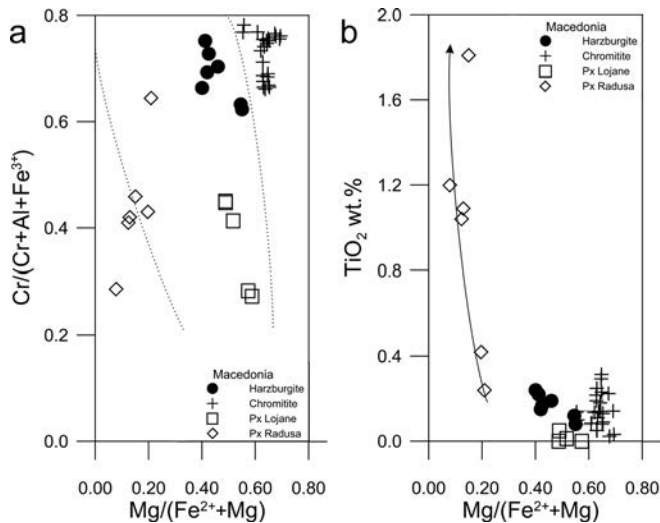 a
Cr/(Cr+Al+Fe³⁺)
0.8
0.6
0.4
0.2
0.0
0.00 0.20 0.40 0.60 0.80
Mg/(Fe²⁺+Mg)
Macedonia
Harzburgite
Chromitite
Px Lojane
Px Radusa
b
TiO₂ wt.%
2.0
1.6
1.2
0.8
0.4
0.0
0.00 0.20 0.40 0.60 0.80
Mg/(Fe²⁺+Mg)
Macedonia
Harzburgite
Chromitite
Px Lojane
Px Radusa